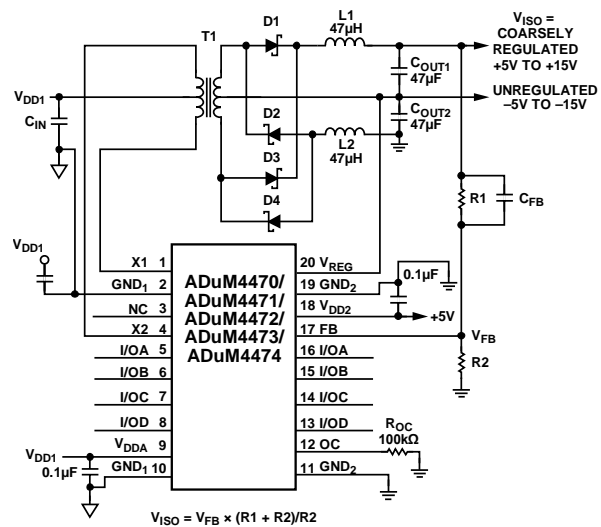 T1
D1
L1
47µH
V_ISO =
COARSELY
REGULATED
+5V TO +15V
C_OUT1
47µF
UNREGULATED
–5V TO –15V
V_DD1
C_IN
D2
L2
47µH
C_OUT2
47µF
D3
D4
R1
C_FB
V_DD1
X1 1
GND_1 2
NC 3
X2 4
I/OA 5
I/OB 6
I/OC 7
I/OD 8
V_DDA 9
GND_1 10
ADuM4470/
ADuM4471/
ADuM4472/
ADuM4473/
ADuM4474
20 V_REG
19 GND_2
18 V_DD2
17 FB
16 I/OA
15 I/OB
14 I/OC
13 I/OD
12 OC
11 GND_2
0.1µF
+5V
V_FB
R2
R_OC
100kΩ
V_DD1
0.1µF
V_ISO = V_FB × (R1 + R2)/R2